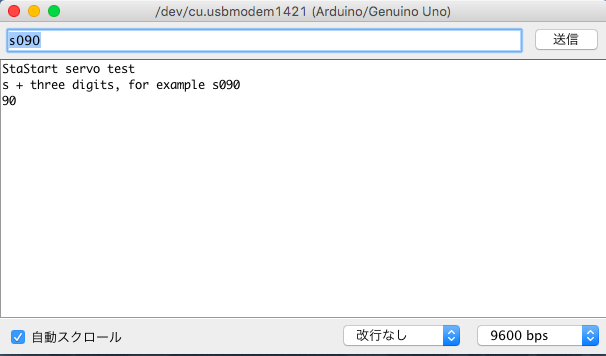 /dev/cu.usbmodem1421 (Arduino/Genuino Uno)
s090
送信
StaStart servo test
s + three digits, for example s090
90
自動スクロール
改行なし
9600 bps